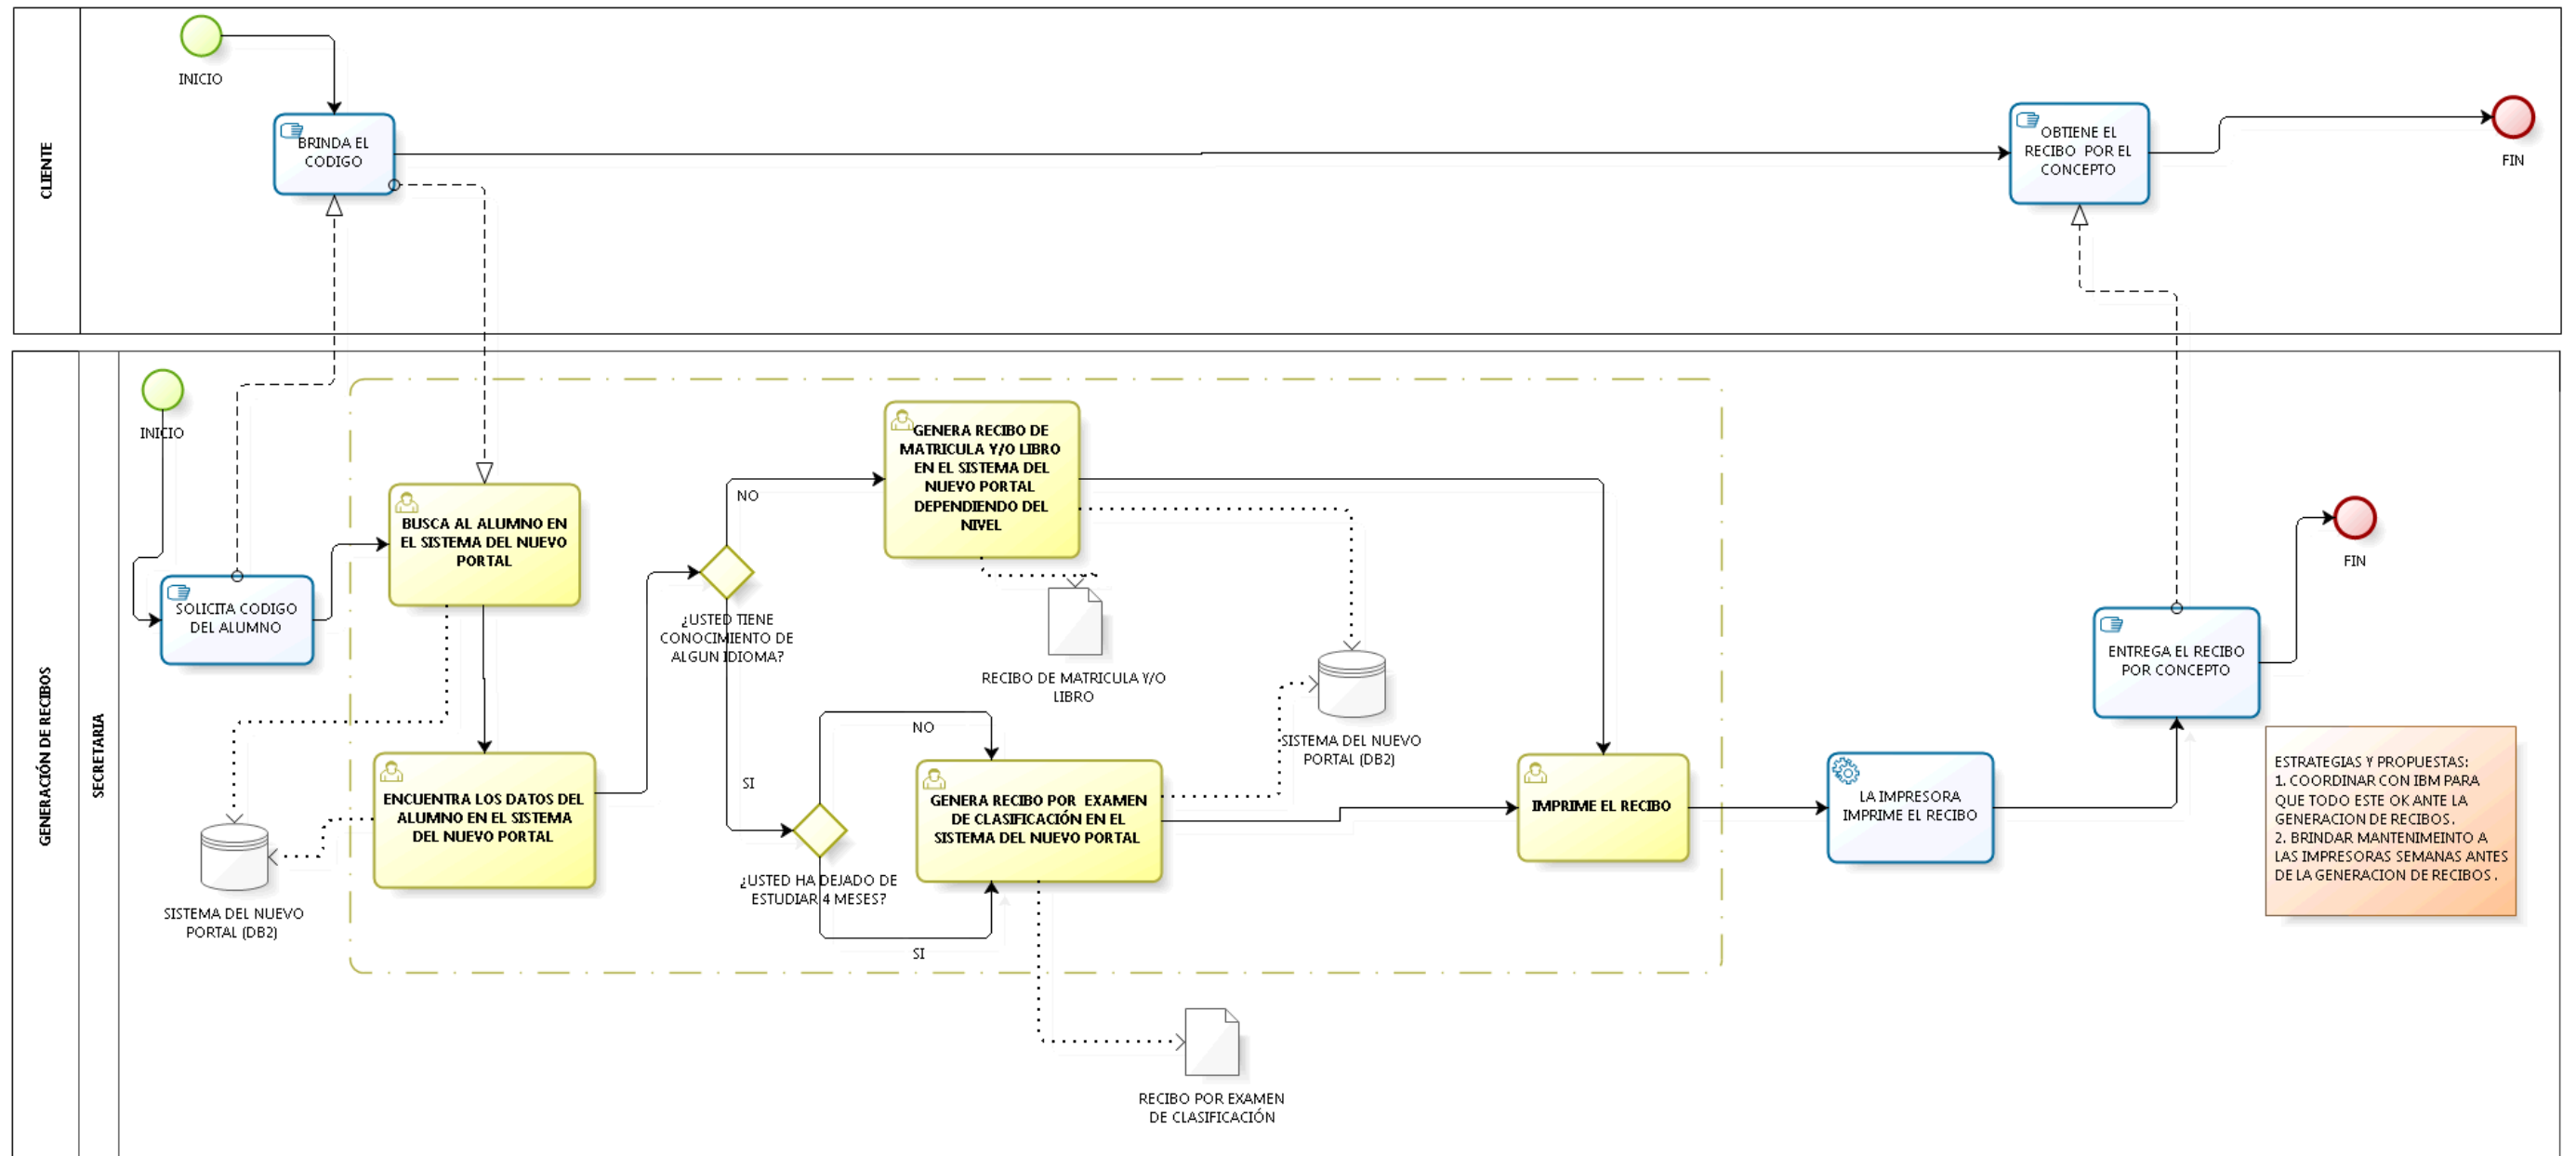 CLIENTE
INICIO
BRINDA EL
CODIGO
OBTIENE EL
RECIBO POR EL
CONCEPTO
FIN
GENERACIÓN DE RECIBOS
SECRETARIA
INICIO
SOLICITA CODIGO
DEL ALUMNO
BUSCA AL ALUMNO EN
EL SISTEMA DEL NUEVO
PORTAL
ENCUENTRA LOS DATOS DEL
ALUMNO EN EL SISTEMA
DEL NUEVO PORTAL
SISTEMA DEL NUEVO
PORTAL (DB2)
NO
¿USTED TIENE
CONOCIMIENTO DE
ALGUN IDIOMA?
SI
GENERA RECIBO DE
MATRICULA Y/O LIBRO
EN EL SISTEMA DEL
NUEVO PORTAL
DEPENDIENDO DEL
NIVEL
RECIBO DE MATRICULA Y/O
LIBRO
NO
¿USTED HA DEJADO DE
ESTUDIAR 4 MESES?
SI
GENERA RECIBO POR EXAMEN
DE CLASIFICACIÓN EN EL
SISTEMA DEL NUEVO PORTAL
SISTEMA DEL NUEVO
PORTAL (DB2)
RECIBO POR EXAMEN
DE CLASIFICACIÓN
IMPRIME EL RECIBO
LA IMPRESORA
IMPRIME EL RECIBO
ENTREGA EL RECIBO
POR CONCEPTO
FIN
ESTRATEGIAS Y PROPUESTAS:
1. COORDINAR CON IBM PARA
QUE TODO ESTE OK ANTE LA
GENERACION DE RECIBOS.
2. BRINDAR MANTENIMEINTO A
LAS IMPRESORAS SEMANAS ANTES
DE LA GENERACION DE RECIBOS .